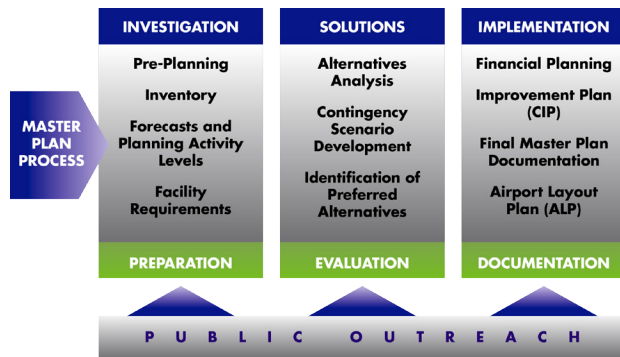 MASTER
PLAN
PROCESS
INVESTIGATION
Pre-Planning
Inventory
Forecasts and
Planning Activity
Levels
Facility
Requirements
PREPARATION
SOLUTIONS
Alternatives
Analysis
Contingency
Scenario
Development
Identification of
Preferred
Alternatives
EVALUATION
IMPLEMENTATION
Financial Planning
Improvement Plan
(CIP)
Final Master Plan
Documentation
Airport Layout
Plan (ALP)
DOCUMENTATION
PUBLIC OUTREACH